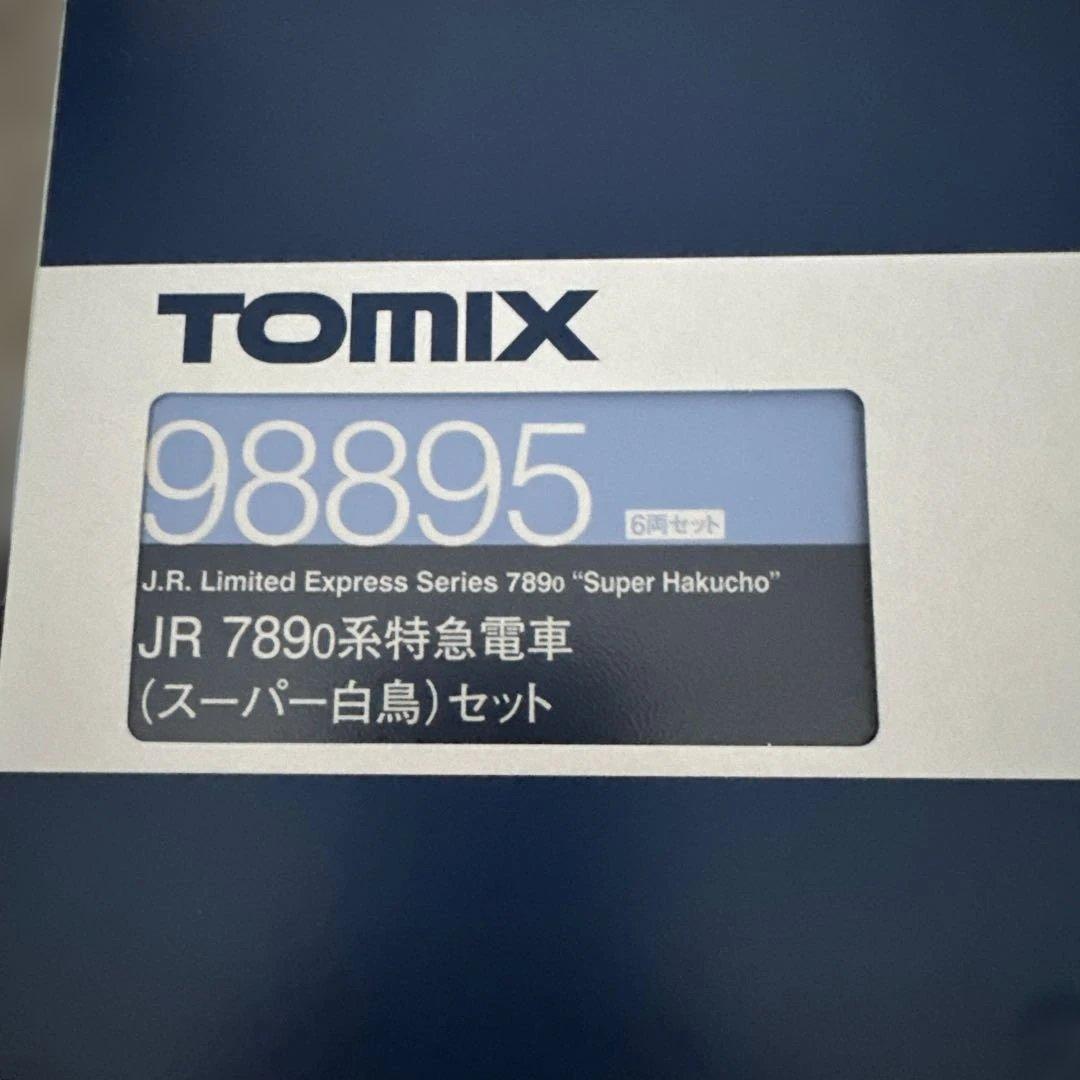 TOMIX
98895 6両セット
J.R. Limited Express Series 7890 “Super Hakucho”
JR 7890系特急電車
(スーパー白鳥)セット